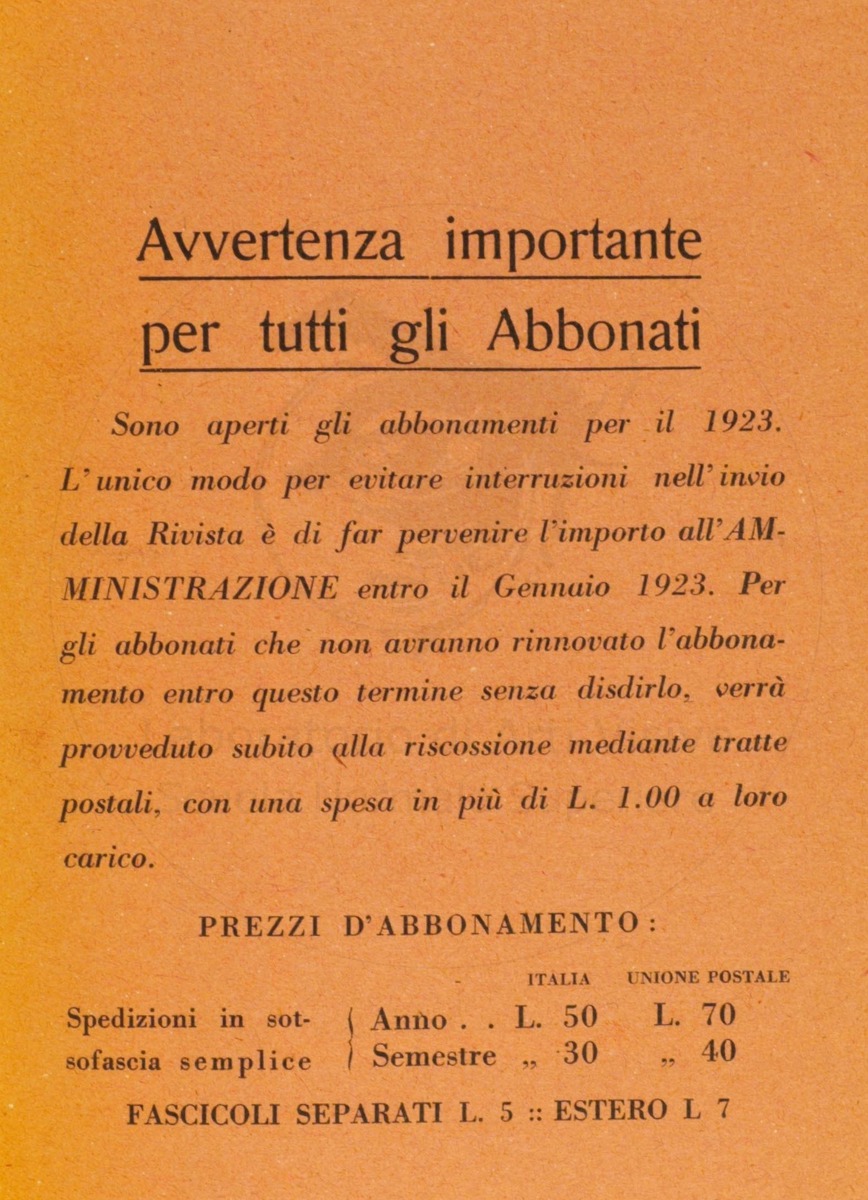 Avvertenza importante
per tutti gli Abbonati
Sono aperti gli abbonamenti per il 1923.
L'unico modo per evitare interruzioni nell'invio
della Rivista è di far pervenire l'importo all'AM-
MINISTRAZIONE entro il Gennaio 1923. Per
gli abbonati che non avranno rinnovato l'abbona-
mento entro questo termine senza disdirlo, verrà
provveduto subito alla riscossione mediante tratte
postali, con una spesa in più di L. 1.00 a loro
carico.
PREZZI D'ABBONAMENTO :
ITALIA UNIONE POSTALE
Spedizioni in sot- { Anno . . L. 50 L. 70
sofascia semplice { Semestre „ 30 „ 40
FASCICOLI SEPARATI L. 5 :: ESTERO L 7